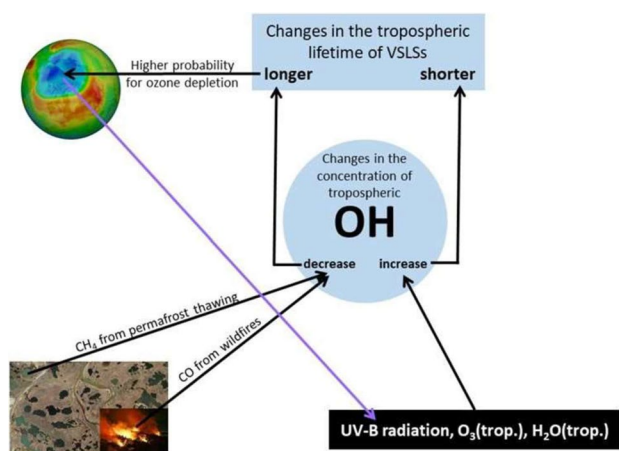 Changes in the tropospheric
lifetime of VSLSs
longer
shorter
Higher probability
for ozone depletion
Changes in the
concentration of
tropospheric
OH
decrease
increase
CH₄ from permafrost thawing
CO from wildfires
UV-B radiation, O₃(trop.), H₂O(trop.)